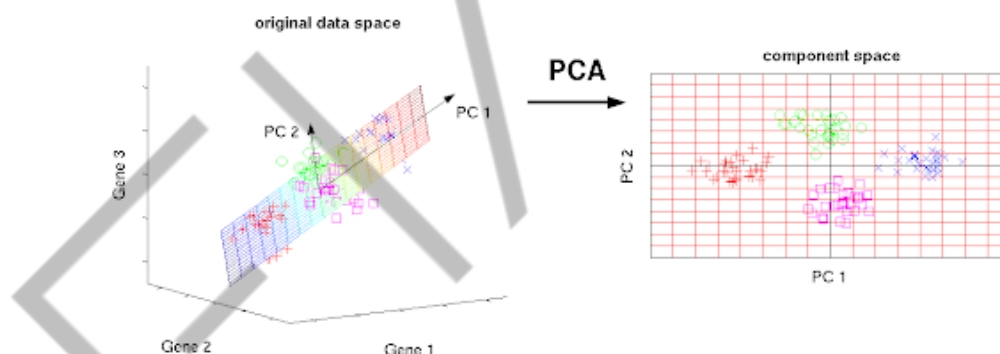 original data space
PC 1
PC 2
Gene 3
Gene 2
Gene 1
PCA
component space
PC 2
PC 1